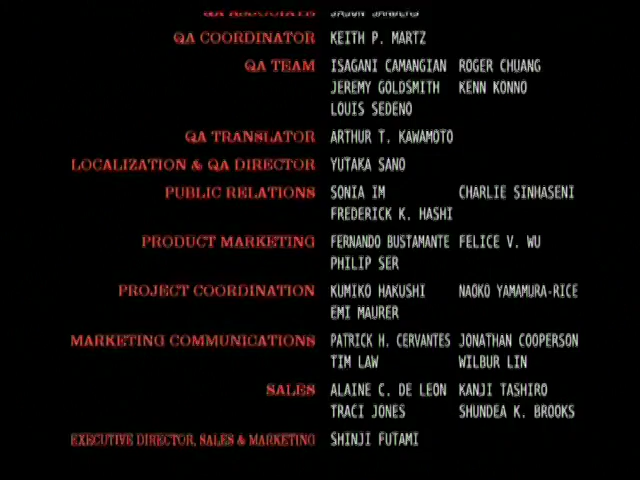 QA ASSOCIATE JASON SANDERS
QA COORDINATOR KEITH P. MARTZ
QA TEAM ISAGANI CAMANGIAN ROGER CHUANG
JEREMY GOLDSMITH KENN KONNO
LOUIS SEDENO
QA TRANSLATOR ARTHUR T. KAWAMOTO
LOCALIZATION & QA DIRECTOR YUTAKA SANO
PUBLIC RELATIONS SONIA IM CHARLIE SINHASENI
FREDERICK K. HASHI
PRODUCT MARKETING FERNANDO BUSTAMANTE FELICE V. WU
PHILIP SER
PROJECT COORDINATION KUMIKO HAKUSHI NAOKO YAMAMURA-RICE
EMI MAURER
MARKETING COMMUNICATIONS PATRICK H. CERVANTES JONATHAN COOPERSON
TIM LAW WILBUR LIN
SALES ALAINE C. DE LEON KANJI TASHIRO
TRACI JONES SHUNDEA K. BROOKS
EXECUTIVE DIRECTOR, SALES & MARKETING SHINJI FUTAMI